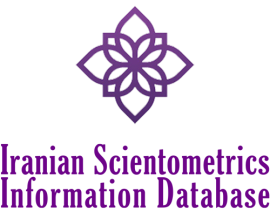 Iranian Scientometrics
Information Database